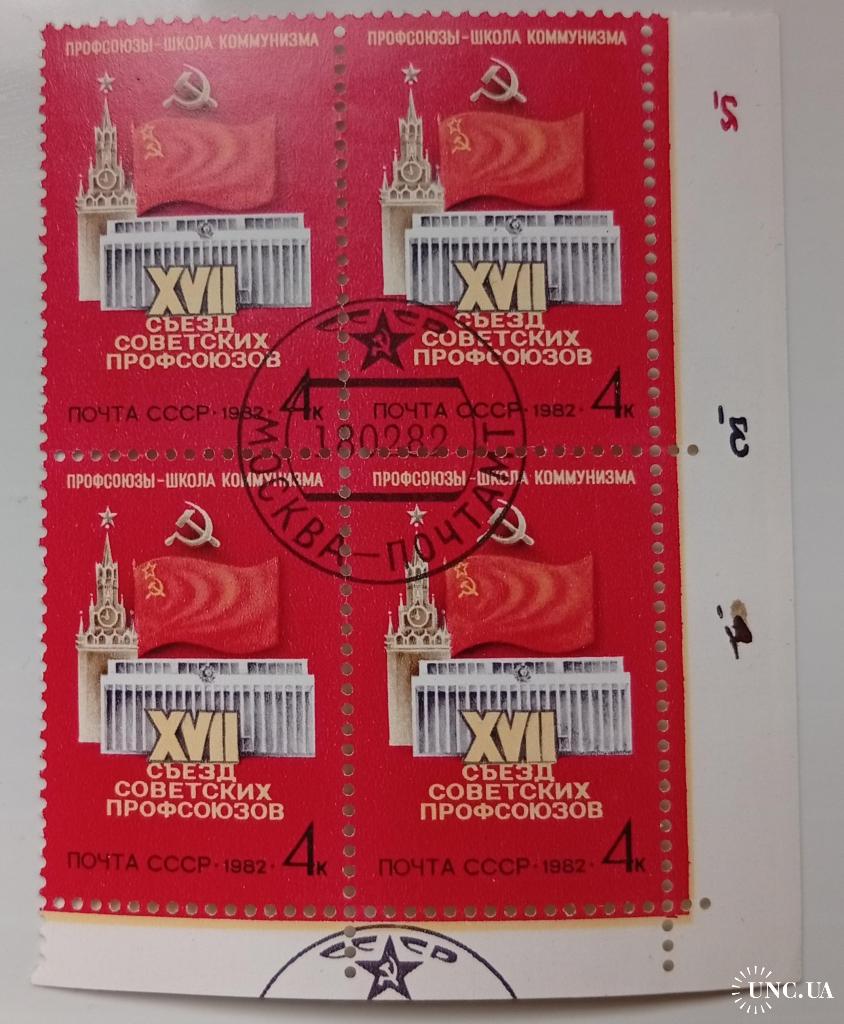 ПРОФСОЮЗЫ-ШКОЛА КОММУНИЗМА
XVII
СЪЕЗД
СОВЕТСКИХ
ПРОФСОЮЗОВ
ПОЧТА СССР·1982· 4к
ПРОФСОЮЗЫ-ШКОЛА КОММУНИЗМА
XVII
СЪЕЗД
СОВЕТСКИХ
ПРОФСОЮЗОВ
ПОЧТА СССР·1982· 4к
СССР
180282
МОСКВА-ПОЧТАМТ
ПРОФСОЮЗЫ-ШКОЛА КОММУНИЗМА
XVII
СЪЕЗД
СОВЕТСКИХ
ПРОФСОЮЗОВ
ПОЧТА СССР·1982· 4к
ПРОФСОЮЗЫ-ШКОЛА КОММУНИЗМА
XVII
СЪЕЗД
СОВЕТСКИХ
ПРОФСОЮЗОВ
ПОЧТА СССР·1982· 4к
СССР
UNC.UA